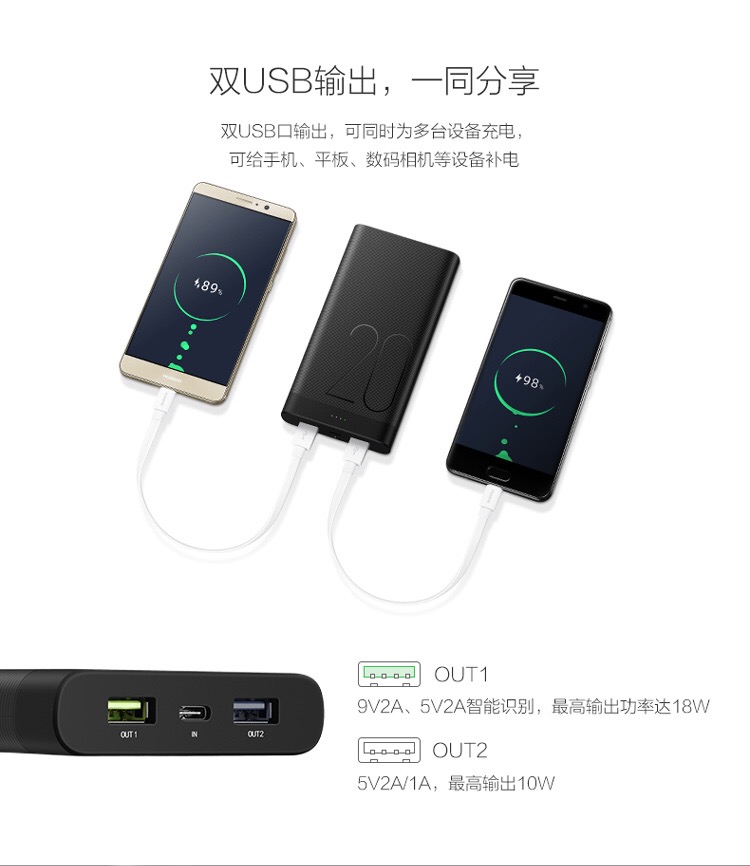 双USB输出，一同分享
双USB口输出，可同时为多台设备充电，
可给手机、平板、数码相机等设备补电
89%
20
98%
OUT1
9V2A、5V2A智能识别，最高输出功率达18W
OUT 1
IN
OUT2
OUT2
5V2A/1A，最高输出10W